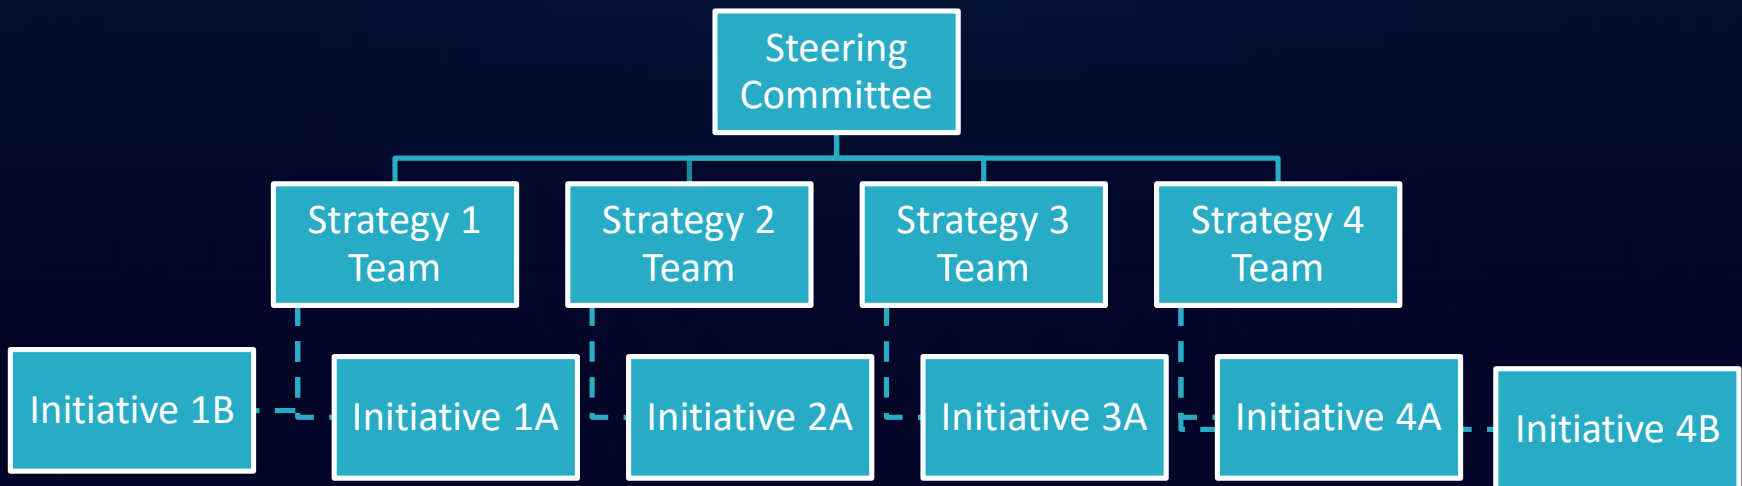 Steering
Committee
Strategy 1
Team
Strategy 2
Team
Strategy 3
Team
Strategy 4
Team
Initiative 1B
Initiative 1A
Initiative 2A
Initiative 3A
Initiative 4A
Initiative 4B